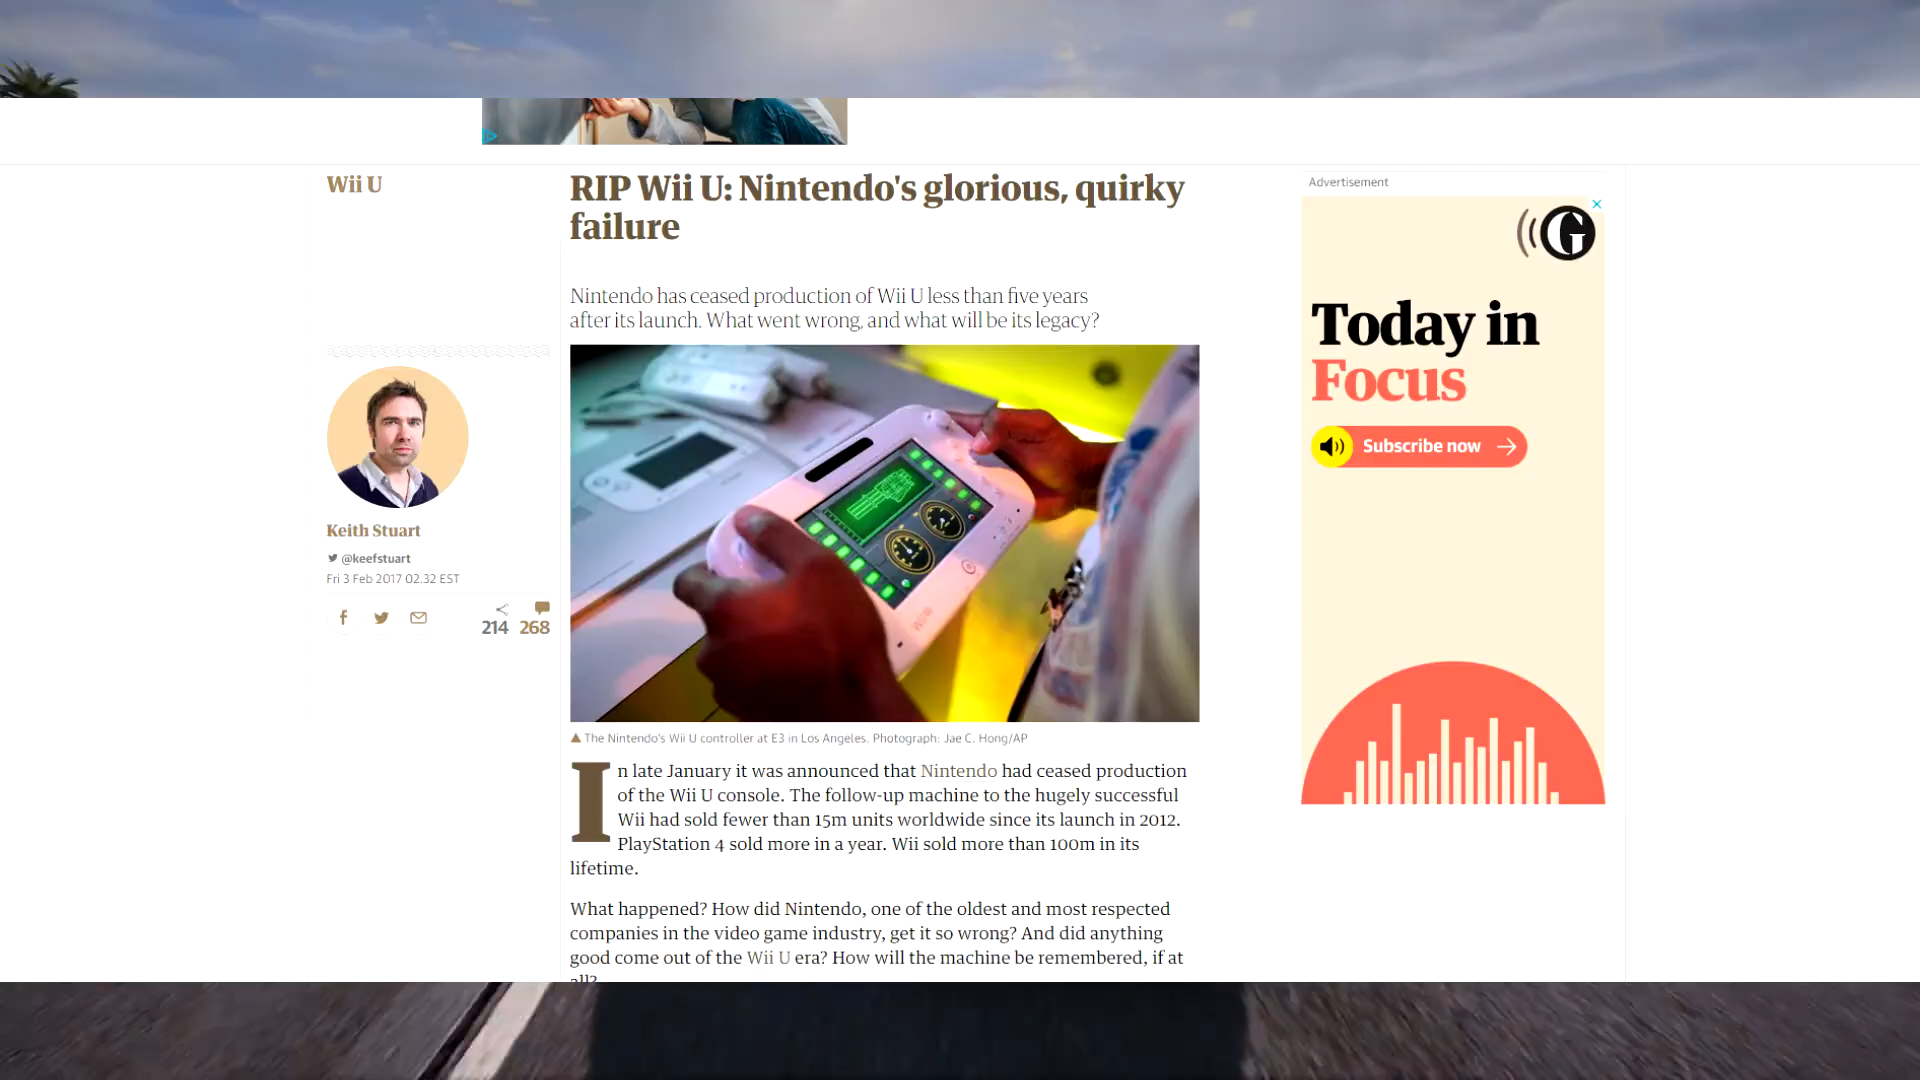 Wii U
RIP Wii U: Nintendo's glorious, quirky
failure
Nintendo has ceased production of Wii U less than five years
after its launch. What went wrong, and what will be its legacy?
Keith Stuart
@keefstuart
Fri 3 Feb 2017 02.32 EST
214 268
The Nintendo's Wii U controller at E3 in Los Angeles. Photograph: Jae C. Hong/AP
In late January it was announced that Nintendo had ceased production
of the Wii U console. The follow-up machine to the hugely successful
Wii had sold fewer than 15m units worldwide since its launch in 2012.
PlayStation 4 sold more in a year. Wii sold more than 100m in its
lifetime.
What happened? How did Nintendo, one of the oldest and most respected
companies in the video game industry, get it so wrong? And did anything
good come out of the Wii U era? How will the machine be remembered, if at
all?
Advertisement
G
Today in
Focus
Subscribe now